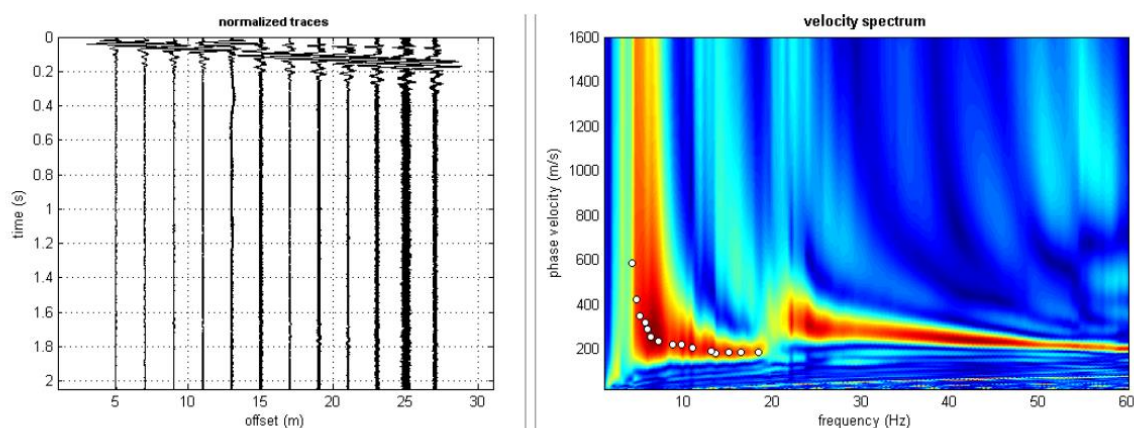 normalized traces
0
0.2
0.4
0.6
0.8
1
1.2
1.4
1.6
1.8
2
time (s)
5 10 15 20 25 30
offset (m)
velocity spectrum
1600
1400
1200
1000
800
600
400
200
phase velocity (m/s)
10 20 30 40 50 60
frequency (Hz)